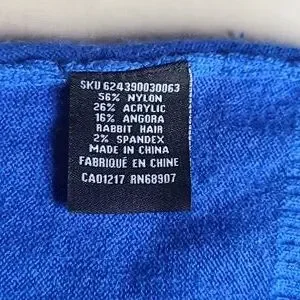 SKU 624390030063
56% NYLON
26% ACRYLIC
16% ANGORA
RABBIT HAIR
2% SPANDEX
MADE IN CHINA
FABRIQUÉ EN CHINE
CA01217 RN68907